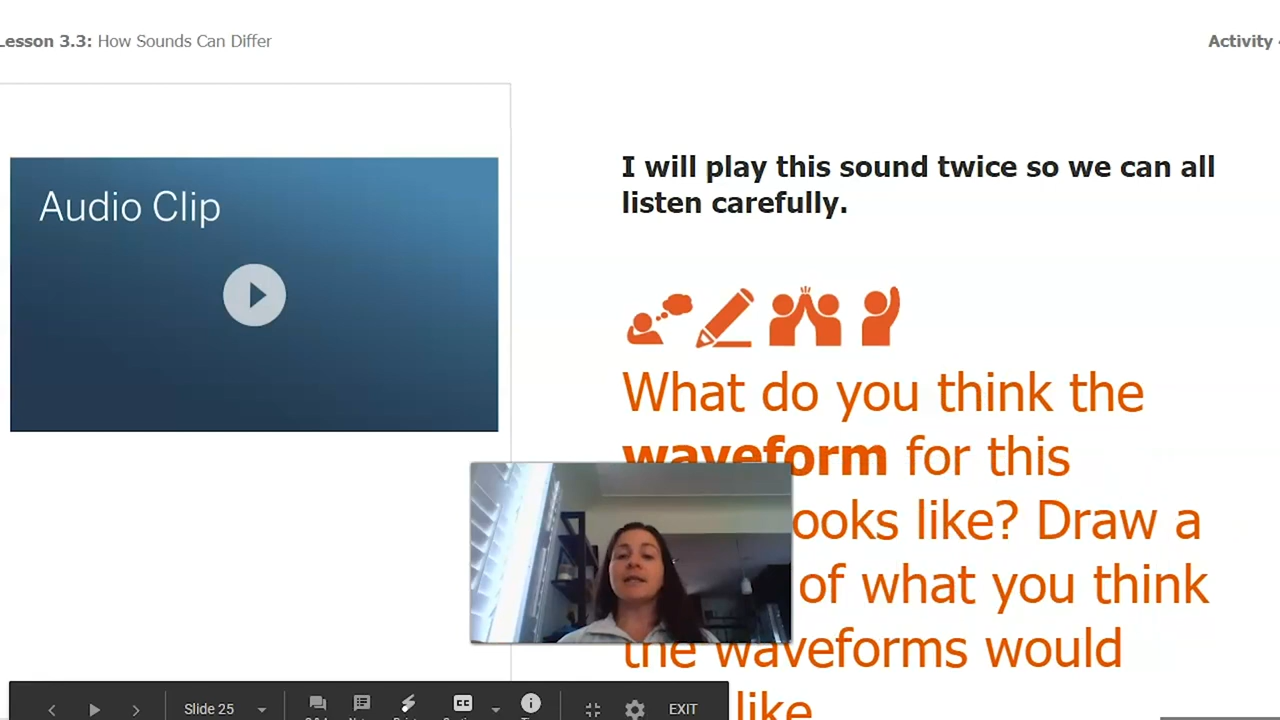 Lesson 3.3: How Sounds Can Differ
Activity
Audio Clip
I will play this sound twice so we can all
listen carefully.
What do you think the
waveform for this
ooks like? Draw a
of what you think
the waveforms would
like
Slide 25
EXIT